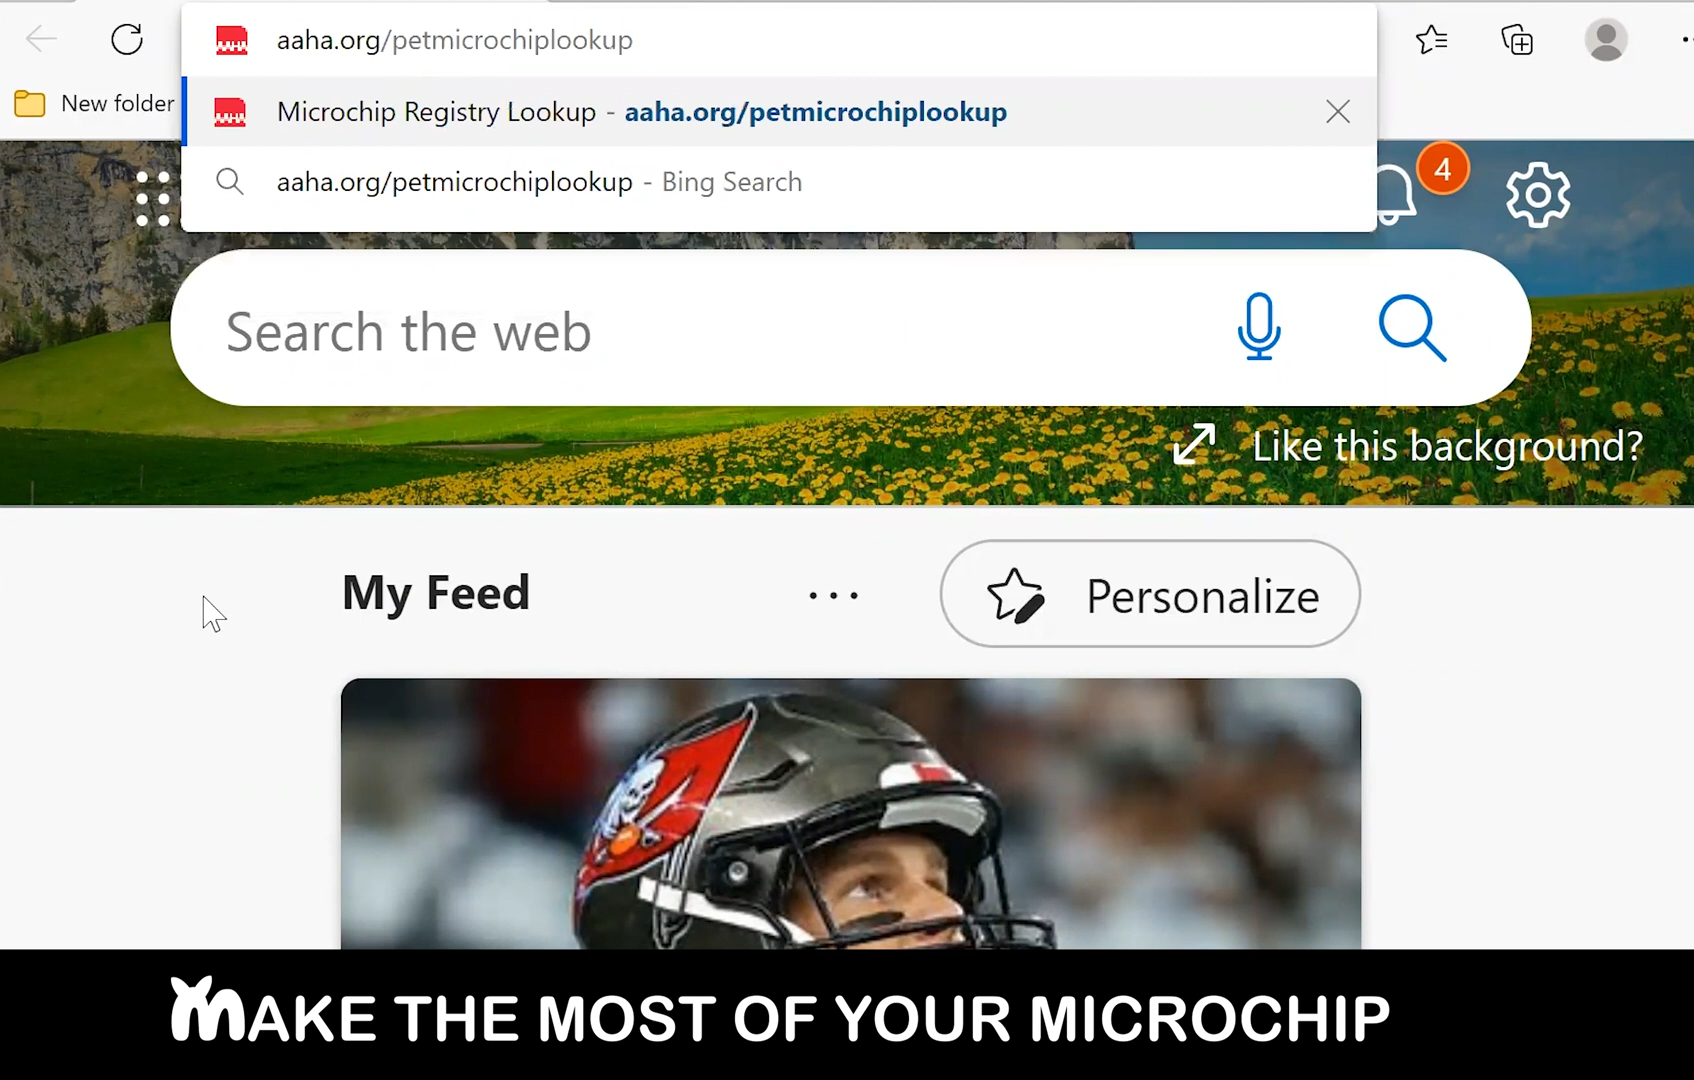 aaha.org/petmicrochiplookup
New folder
Microchip Registry Lookup - aaha.org/petmicrochiplookup
aaha.org/petmicrochiplookup - Bing Search
4
Search the web
Like this background?
My Feed
Personalize
MAKE THE MOST OF YOUR MICROCHIP